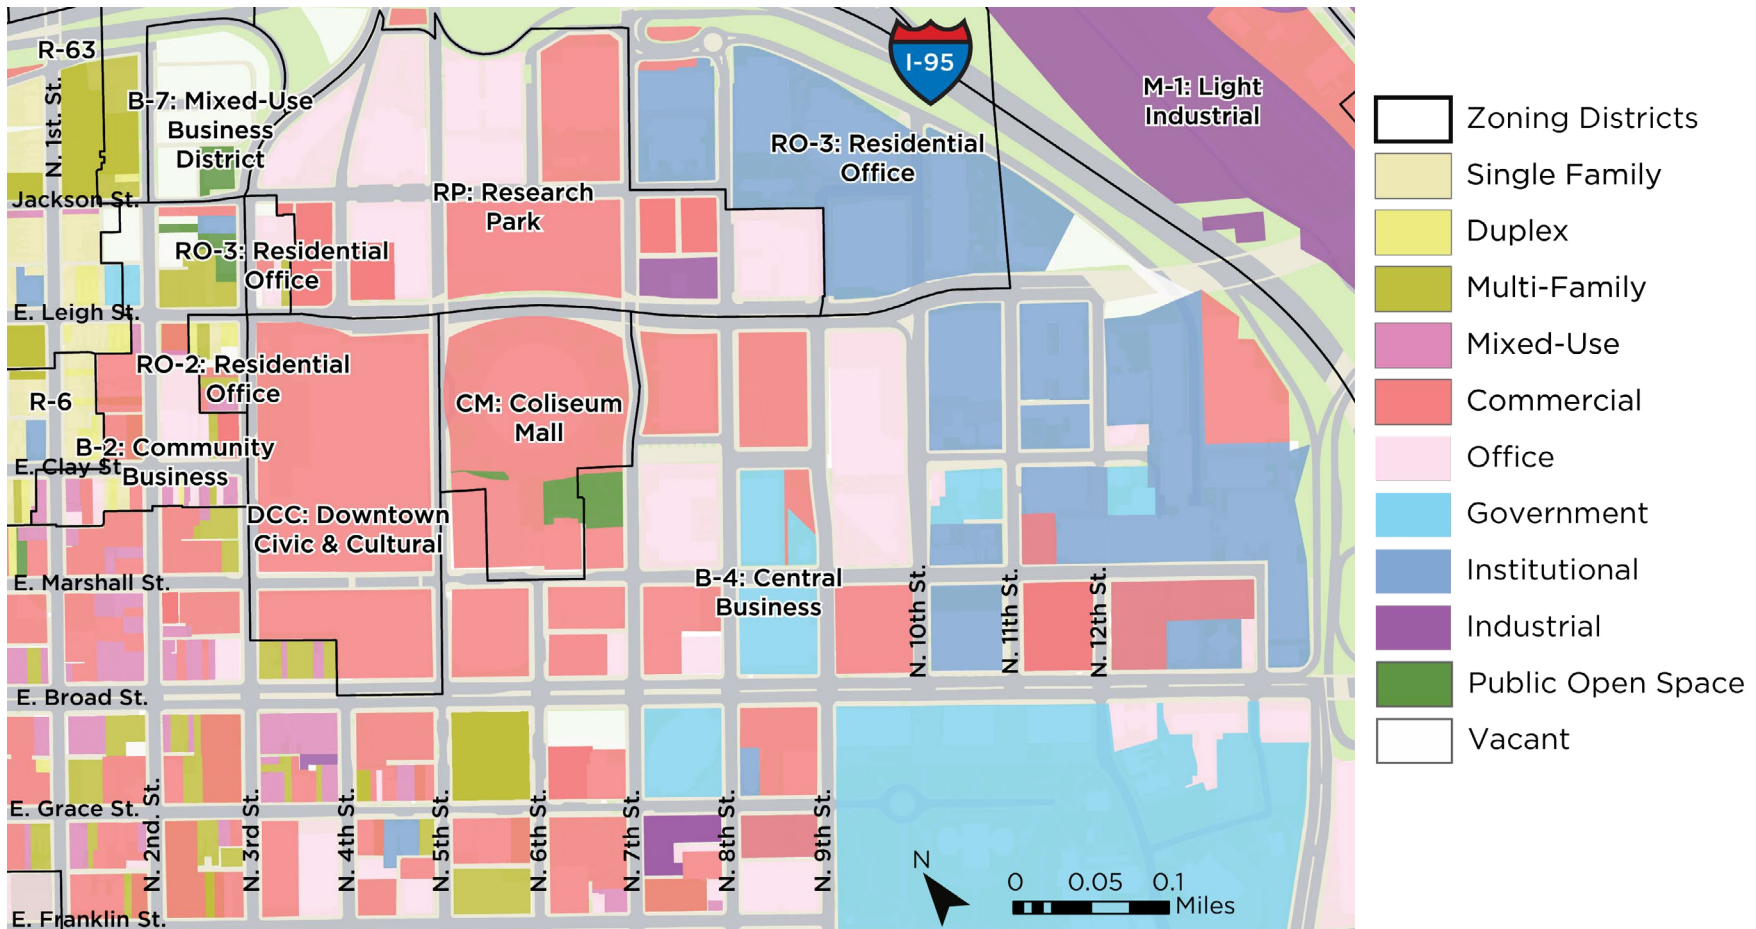 R-63
N. 1st. St.
B-7: Mixed-Use
Business
District
I-95
M-1: Light
Industrial
RO-3: Residential
Office
Jackson St.
RP: Research
Park
RO-3: Residential
Office
E. Leigh St.
RO-2: Residential
Office
R-6
CM: Coliseum
Mall
B-2: Community
Business
E. Clay St
DCC: Downtown
Civic & Cultural
E. Marshall St.
B-4: Central
Business
N. 10th St.
N. 11th St.
N. 12th St.
E. Broad St.
E. Grace St.
N. 2nd. St.
N. 3rd St.
N. 4th St.
N. 5th St.
N. 6th St.
N. 7th St.
N. 8th St.
N. 9th St.
E. Franklin St.
N
0 0.05 0.1
Miles
Zoning Districts
Single Family
Duplex
Multi-Family
Mixed-Use
Commercial
Office
Government
Institutional
Industrial
Public Open Space
Vacant